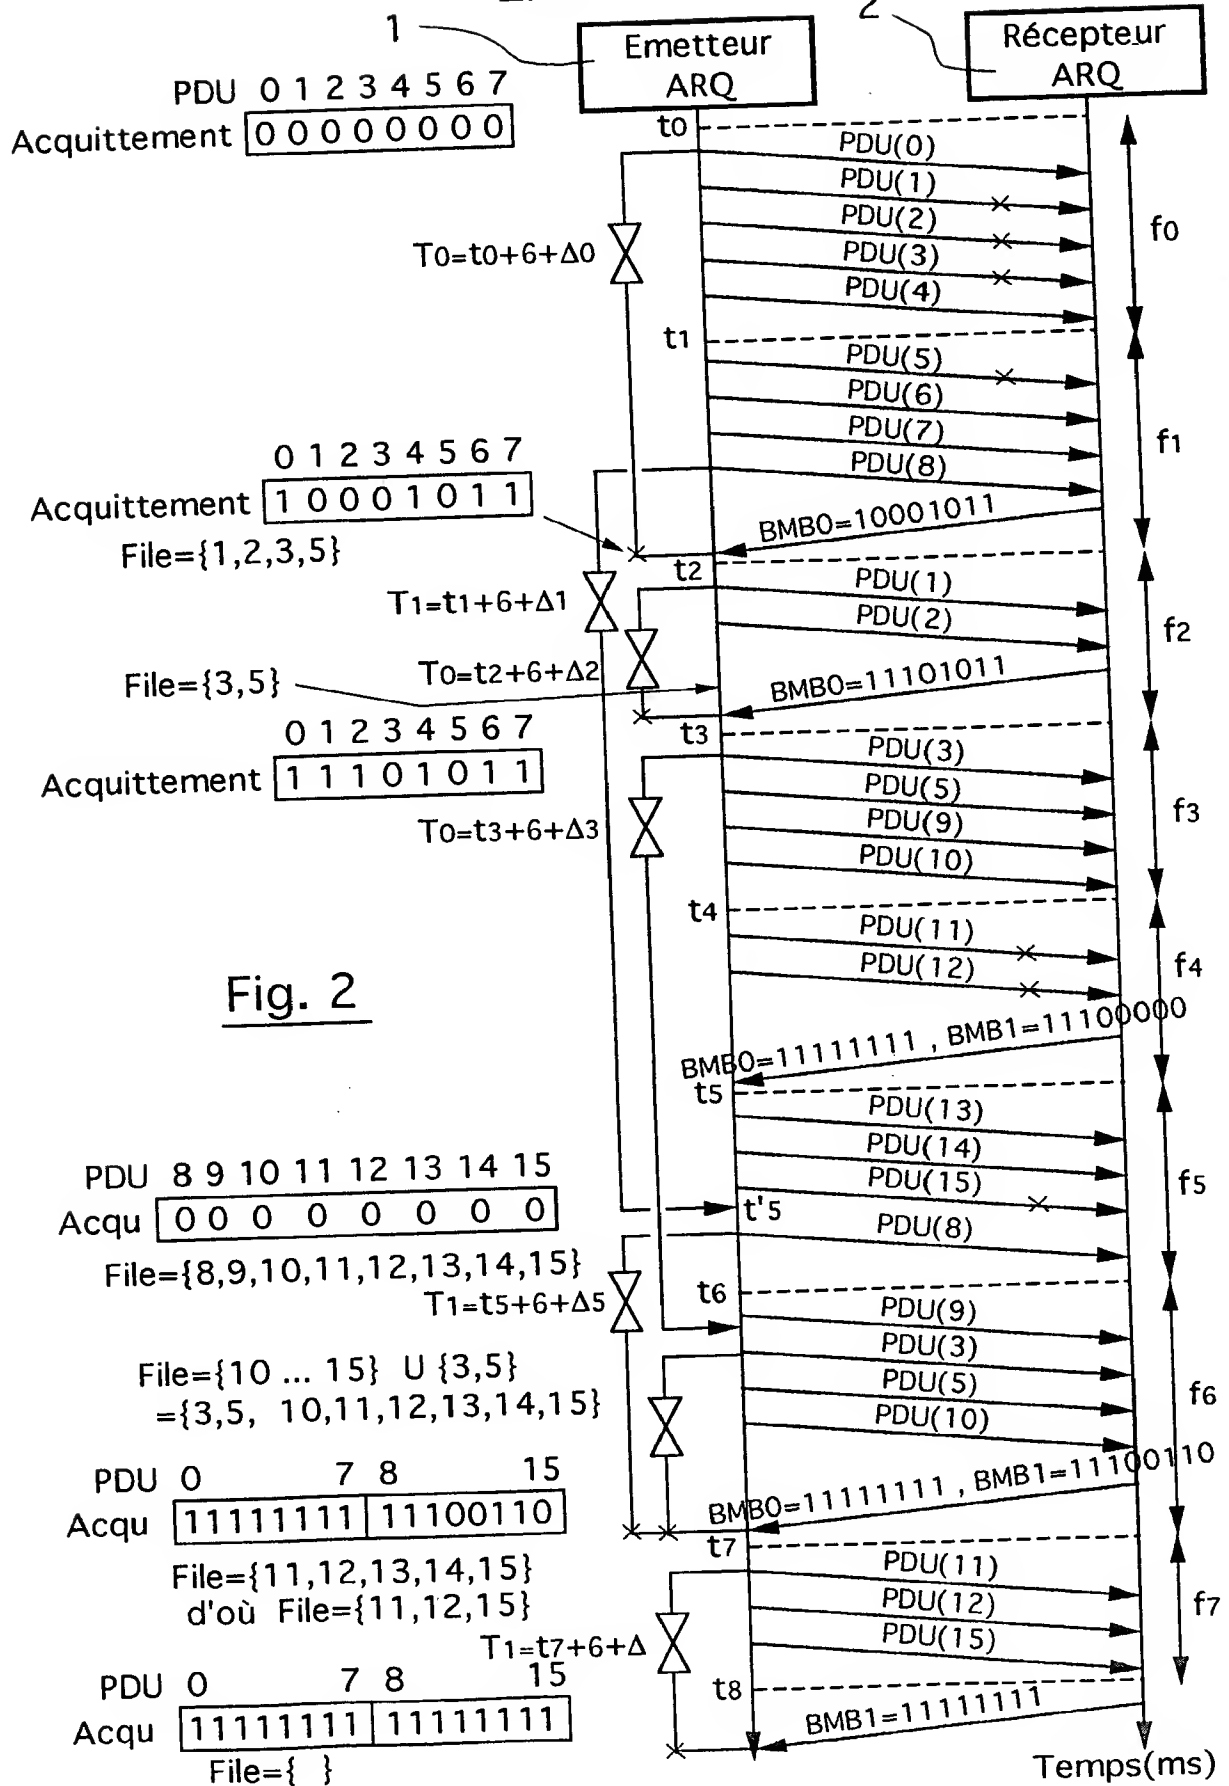 1
2
Emetteur
ARQ
Récepteur
ARQ
PDU 0 1 2 3 4 5 6 7
Acquittement 0 0 0 0 0 0 0 0
t0
PDU(0)
PDU(1)
PDU(2)
PDU(3)
PDU(4)
f0
T0=t0+6+Δ0
t1
PDU(5)
PDU(6)
PDU(7)
PDU(8)
f1
0 1 2 3 4 5 6 7
Acquittement 1 0 0 0 1 0 1 1
File={1,2,3,5}
BMB0=10001011
t2
T1=t1+6+Δ1
PDU(1)
PDU(2)
f2
T0=t2+6+Δ2
File={3,5}
BMB0=11101011
0 1 2 3 4 5 6 7
Acquittement 1 1 1 0 1 0 1 1
t3
PDU(3)
PDU(5)
PDU(9)
PDU(10)
f3
T0=t3+6+Δ3
t4
PDU(11)
PDU(12)
f4
Fig. 2
BMB0=11111111 , BMB1=11100000
t5
PDU(13)
PDU(14)
PDU(15)
t'5
PDU(8)
f5
PDU 8 9 10 11 12 13 14 15
Acqu 0 0 0 0 0 0 0 0
File={8,9,10,11,12,13,14,15}
T1=t5+6+Δ5
t6
PDU(9)
PDU(3)
PDU(5)
PDU(10)
f6
File={10 ... 15} U {3,5}
={3,5, 10,11,12,13,14,15}
BMB0=11111111 , BMB1=11100110
PDU 0 7 8 15
Acqu 11111111 11100110
File={11,12,13,14,15}
d'où File={11,12,15}
t7
PDU(11)
PDU(12)
PDU(15)
f7
T1=t7+6+Δ
t8
PDU 0 7 8 15
Acqu 11111111 11111111
File={ }
BMB1=11111111
Temps(ms)